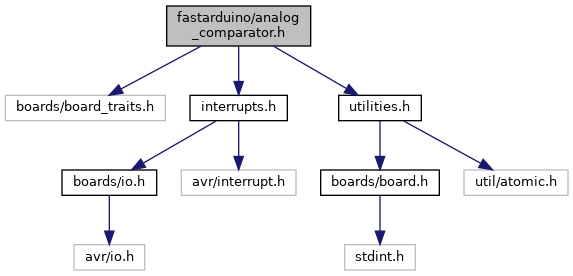 fastarduino/analog
_comparator.h
boards/board_traits.h
interrupts.h
utilities.h
boards/io.h
avr/interrupt.h
boards/board.h
util/atomic.h
avr/io.h
stdint.h